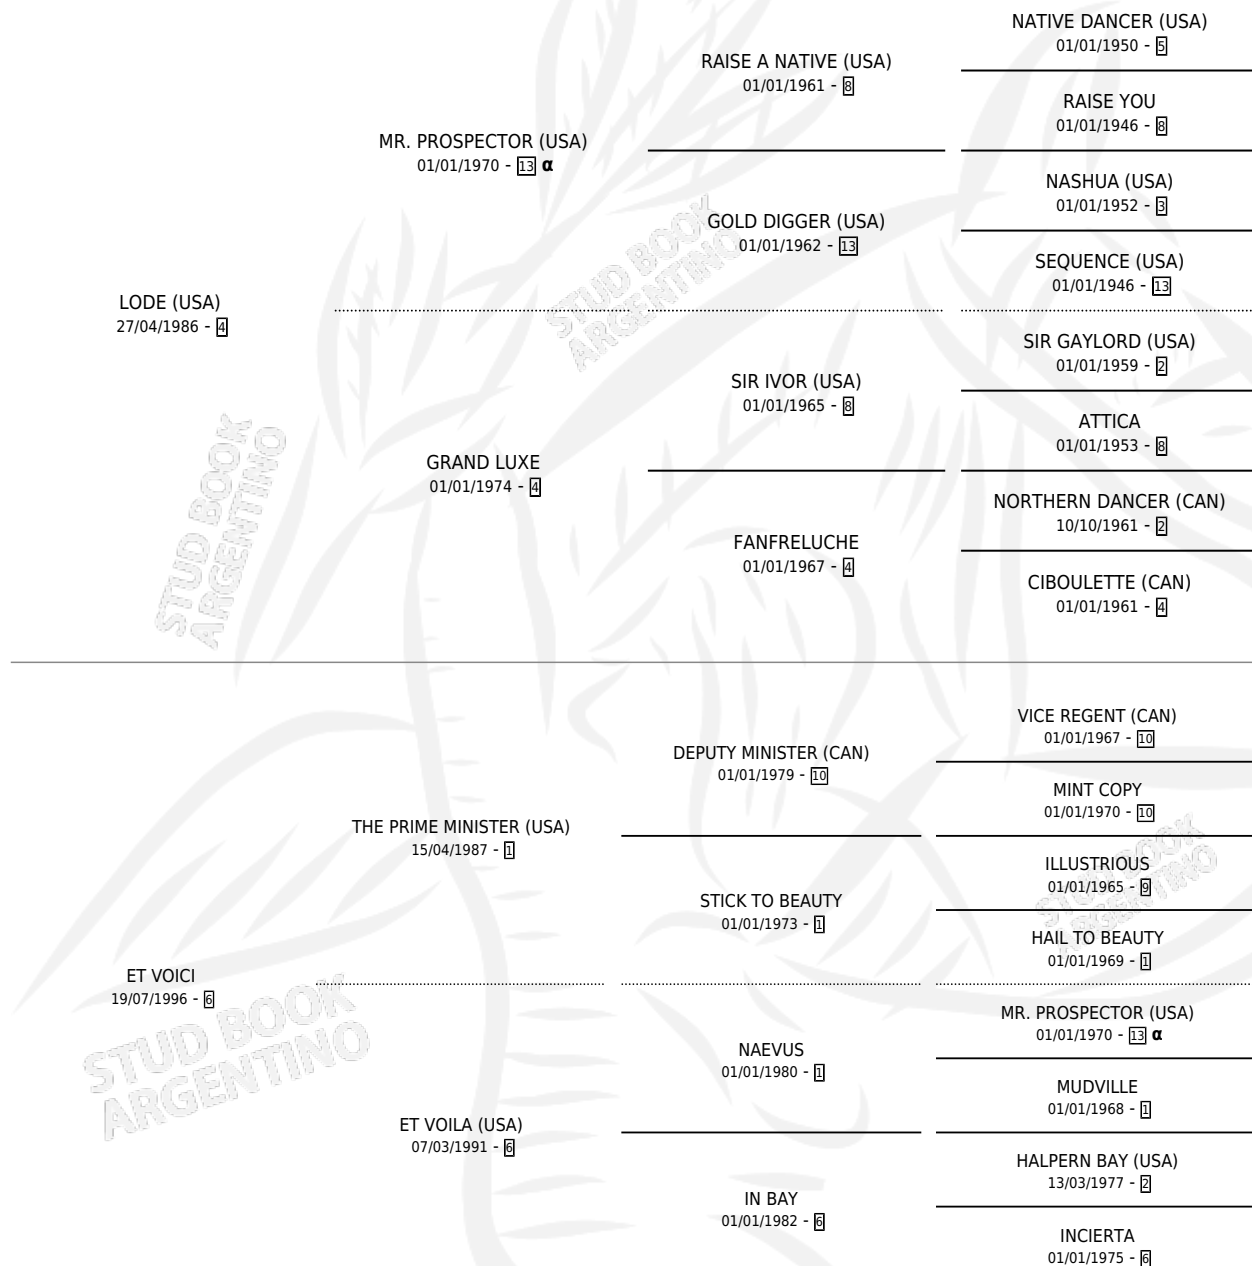 NATIVE DANCER (USA)
01/01/1950 - 5
RAISE A NATIVE (USA)
01/01/1961 - 8
RAISE YOU
01/01/1946 - 8
MR. PROSPECTOR (USA)
01/01/1970 - 13 α
NASHUA (USA)
01/01/1952 - 3
GOLD DIGGER (USA)
01/01/1962 - 13
SEQUENCE (USA)
01/01/1946 - 13
LODE (USA)
27/04/1986 - 4
SIR GAYLORD (USA)
01/01/1959 - 2
SIR IVOR (USA)
01/01/1965 - 8
ATTICA
01/01/1953 - 8
GRAND LUXE
01/01/1974 - 4
NORTHERN DANCER (CAN)
10/10/1961 - 2
FANFRELUCHE
01/01/1967 - 4
CIBOULETTE (CAN)
01/01/1961 - 4
VICE REGENT (CAN)
01/01/1967 - 10
DEPUTY MINISTER (CAN)
01/01/1979 - 10
MINT COPY
01/01/1970 - 10
THE PRIME MINISTER (USA)
15/04/1987 - 1
ILLUSTRIOUS
01/01/1965 - 9
STICK TO BEAUTY
01/01/1973 - 1
HAIL TO BEAUTY
01/01/1969 - 1
ET VOICI
19/07/1996 - 6
MR. PROSPECTOR (USA)
01/01/1970 - 13 α
NAEVUS
01/01/1980 - 1
MUDVILLE
01/01/1968 - 1
ET VOILA (USA)
07/03/1991 - 6
HALPERN BAY (USA)
13/03/1977 - 2
IN BAY
01/01/1982 - 6
INCIERTA
01/01/1975 - 6
STUD BOOK
ARGENTINO
STUD BOOK
ARGENTINO
STUD BOOK
ARGENTINO
STUD BOOK
ARGENTINO